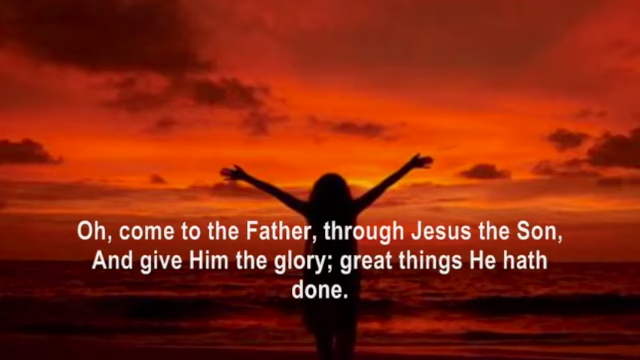 Oh, come to the Father, through Jesus the Son,
And give Him the glory; great things He hath
done.